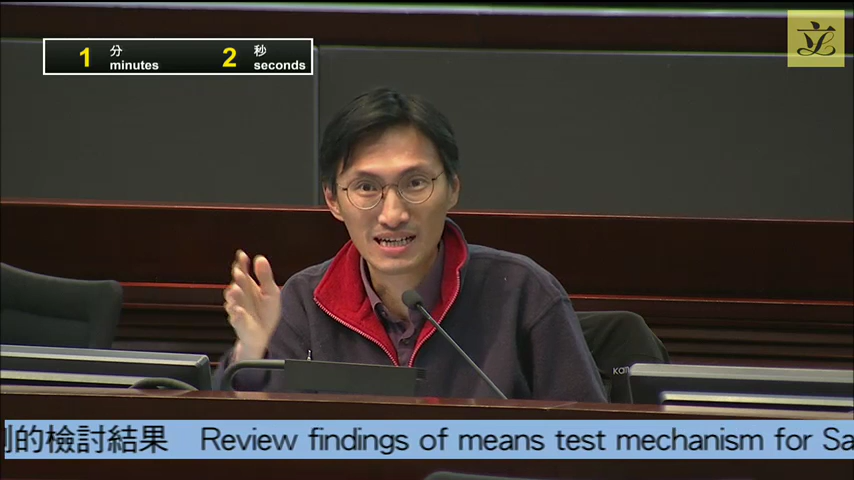 1 分 minutes 2 秒 seconds
的檢討結果 Review findings of means test mechanism for Sa